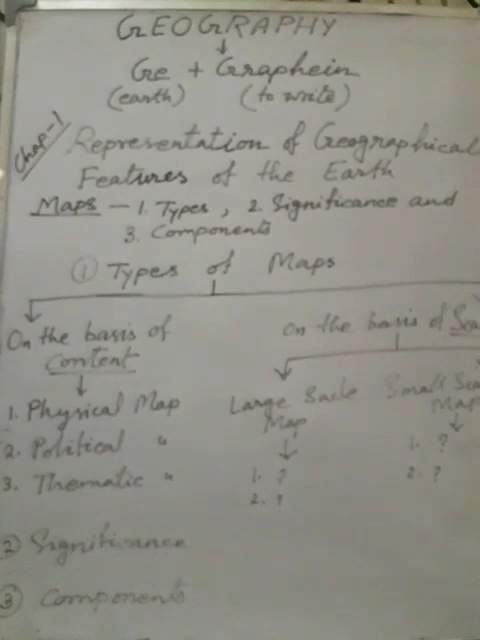 GEOGRAPHY
Ge + Graphein
(earth) (to write)
Chap-1
Representation of Geographical
Features of the Earth
Maps - 1. Types, 2. Significance and
3. Components
① Types of Maps
On the basis of
Content
1. Physical Map
2. Political "
3. Thematic "
On the basis of Sca
Large Scale
Map
1. ?
2. ?
Small Sca
Map
1. ?
2. ?
② Significance
③ Components